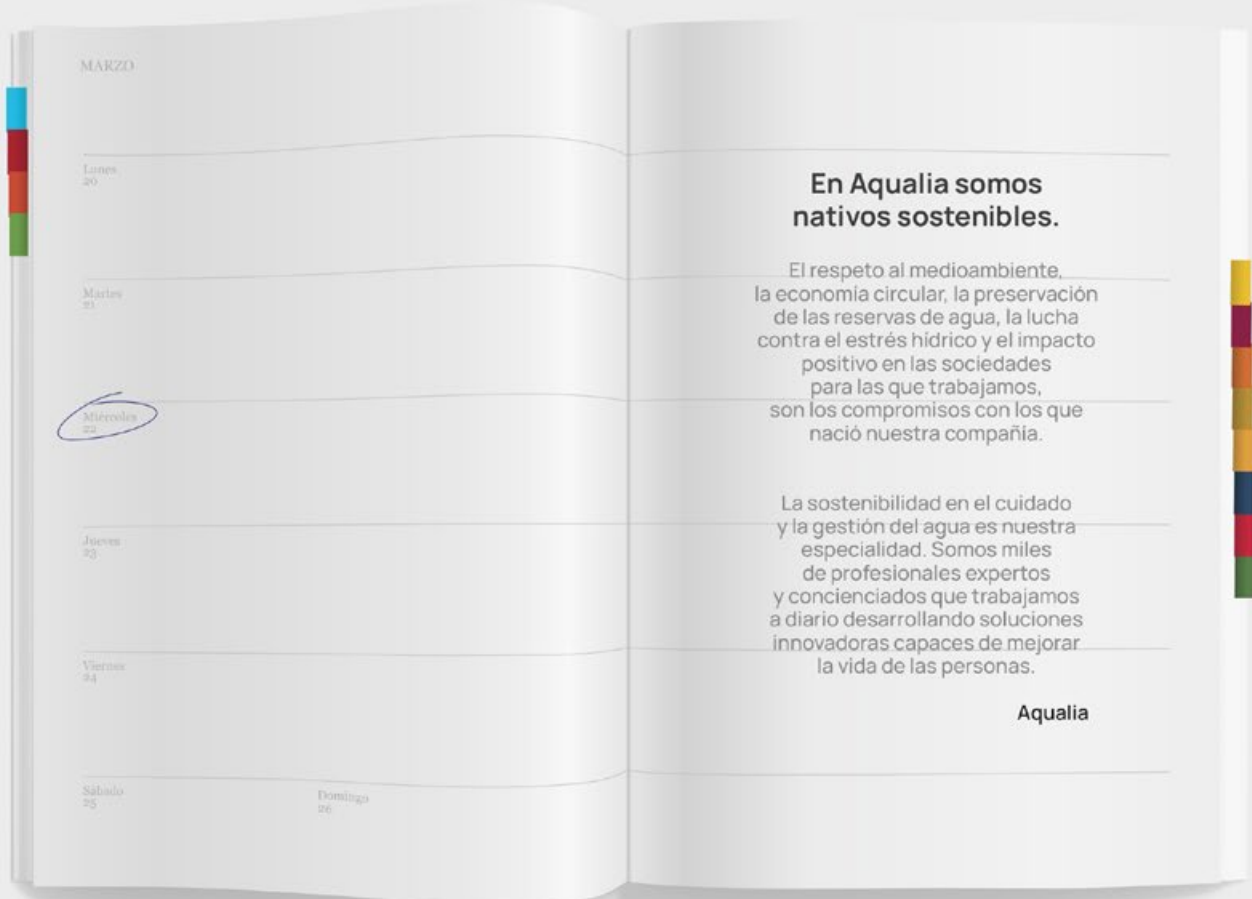 MARZO
Lunes
20
Martes
21
Miércoles
22
Jueves
23
Viernes
24
Sábado
25
Domingo
26
En Aqualia somos
nativos sostenibles.
El respeto al medioambiente,
la economía circular, la preservación
de las reservas de agua, la lucha
contra el estrés hídrico y el impacto
positivo en las sociedades
para las que trabajamos,
son los compromisos con los que
nació nuestra compañía.
La sostenibilidad en el cuidado
y la gestión del agua es nuestra
especialidad. Somos miles
de profesionales expertos
y concienciados que trabajamos
a diario desarrollando soluciones
innovadoras capaces de mejorar
la vida de las personas.
Aqualia